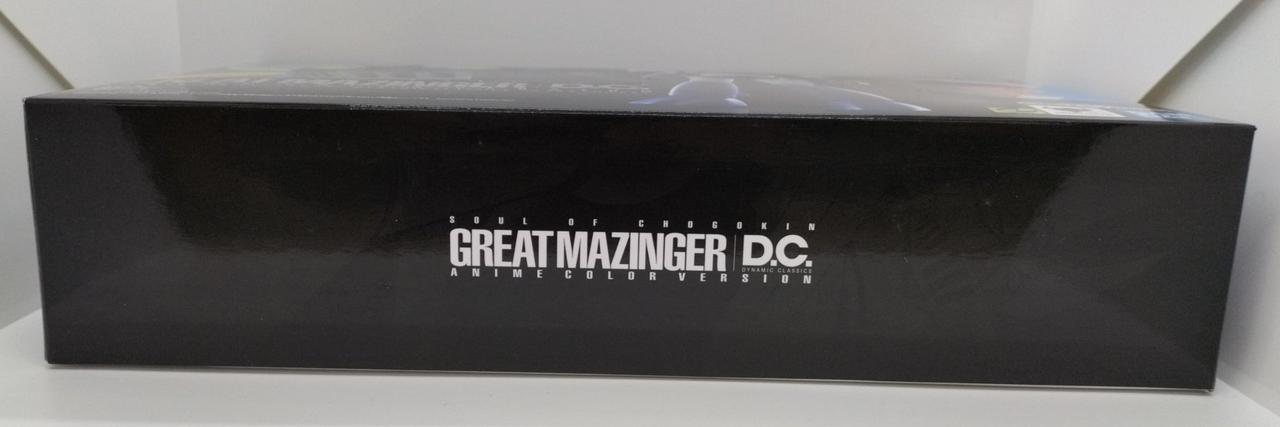 SOUL OF CHOGOKIN
GREAT MAZINGER D.C.
DYNAMIC CLASSICS
ANIME COLOR VERSION